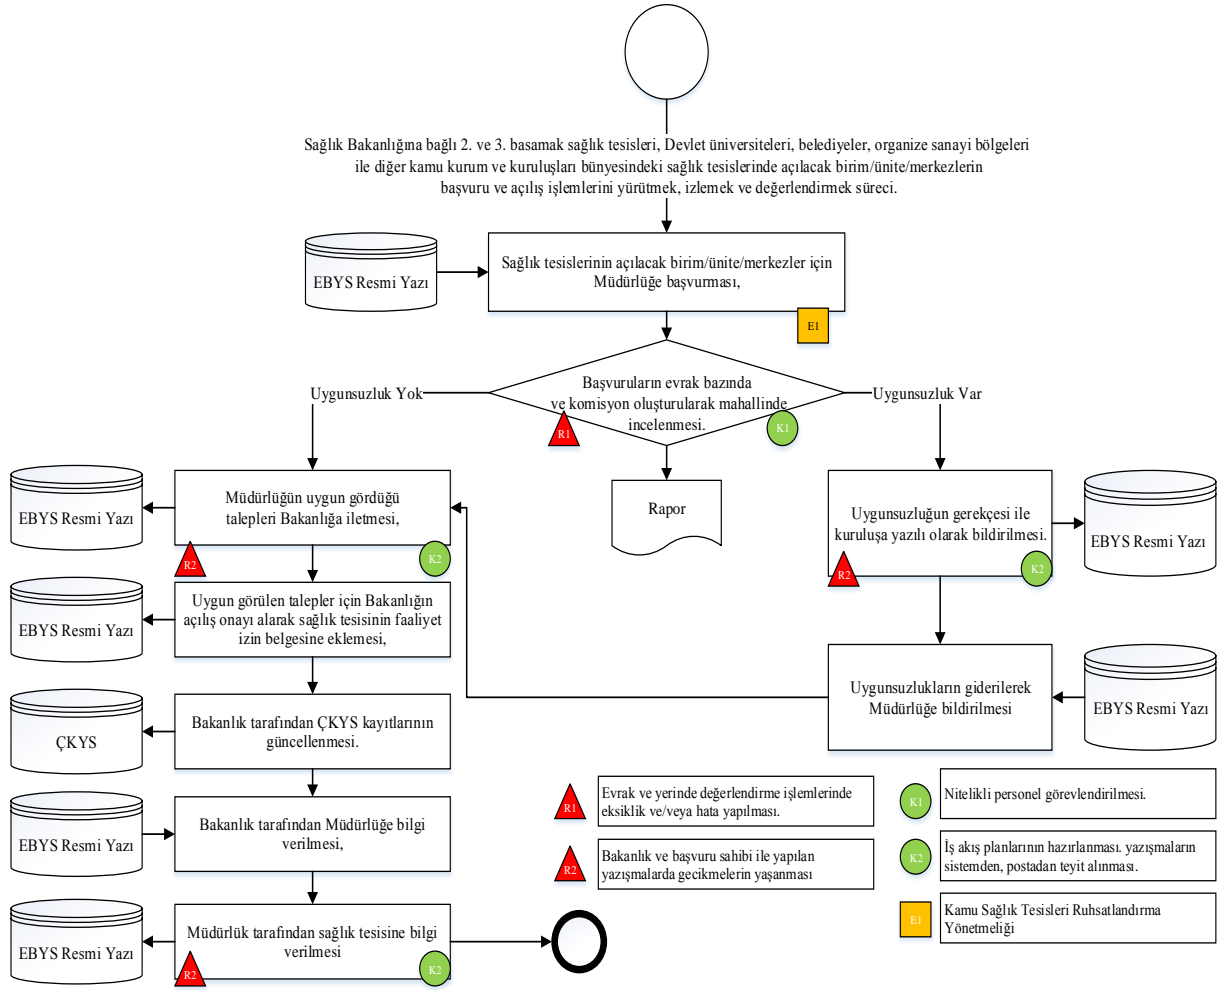 Sağlık Bakanlığına bağlı 2. ve 3. basamak sağlık tesisleri, Devlet üniversiteleri, belediyeler, organize sanayi bölgeleri
ile diğer kamu kurum ve kuruluşları bünyesindeki sağlık tesislerinde açılacak birim/ünite/merkezlerin
başvuru ve açılış işlemlerini yürütmek, izlemek ve değerlendirmek süreci.
EBYS Resmi Yazı
Sağlık tesislerinin açılacak birim/ünite/merkezler için
Müdürlüğe başvurması,
E1
Uygunsuzluk Yok
Başvuruların evrak bazında
ve komisyon oluşturularak mahallinde
incelenmesi.
R1
K1
Uygunsuzluk Var
EBYS Resmi Yazı
Müdürlüğün uygun gördüğü
talepleri Bakanlığa iletmesi,
R2
K2
Rapor
Uygunsuzluğun gerekçesi ile
kuruluşa yazılı olarak bildirilmesi.
R2
K2
EBYS Resmi Yazı
EBYS Resmi Yazı
Uygun görülen talepler için Bakanlığın
açılış onayı alarak sağlık tesisinin faaliyet
izin belgesine eklemesi,
Uygunsuzlukların giderilerek
Müdürlüğe bildirilmesi
EBYS Resmi Yazı
ÇKYS
Bakanlık tarafından ÇKYS kayıtlarının
güncellenmesi.
EBYS Resmi Yazı
Bakanlık tarafından Müdürlüğe bilgi
verilmesi,
EBYS Resmi Yazı
Müdürlük tarafından sağlık tesisine bilgi
verilmesi
R2
K2
R1
Evrak ve yerinde değerlendirme işlemlerinde
eksiklik ve/veya hata yapılması.
R2
Bakanlık ve başvuru sahibi ile yapılan
yazışmalarda gecikmelerin yaşanması
K1
Nitelikli personel görevlendirilmesi.
K2
İş akış planlarının hazırlanması. yazışmaların
sistemden, postadan teyit alınması.
E1
Kamu Sağlık Tesisleri Ruhsatlandırma
Yönetmeliği